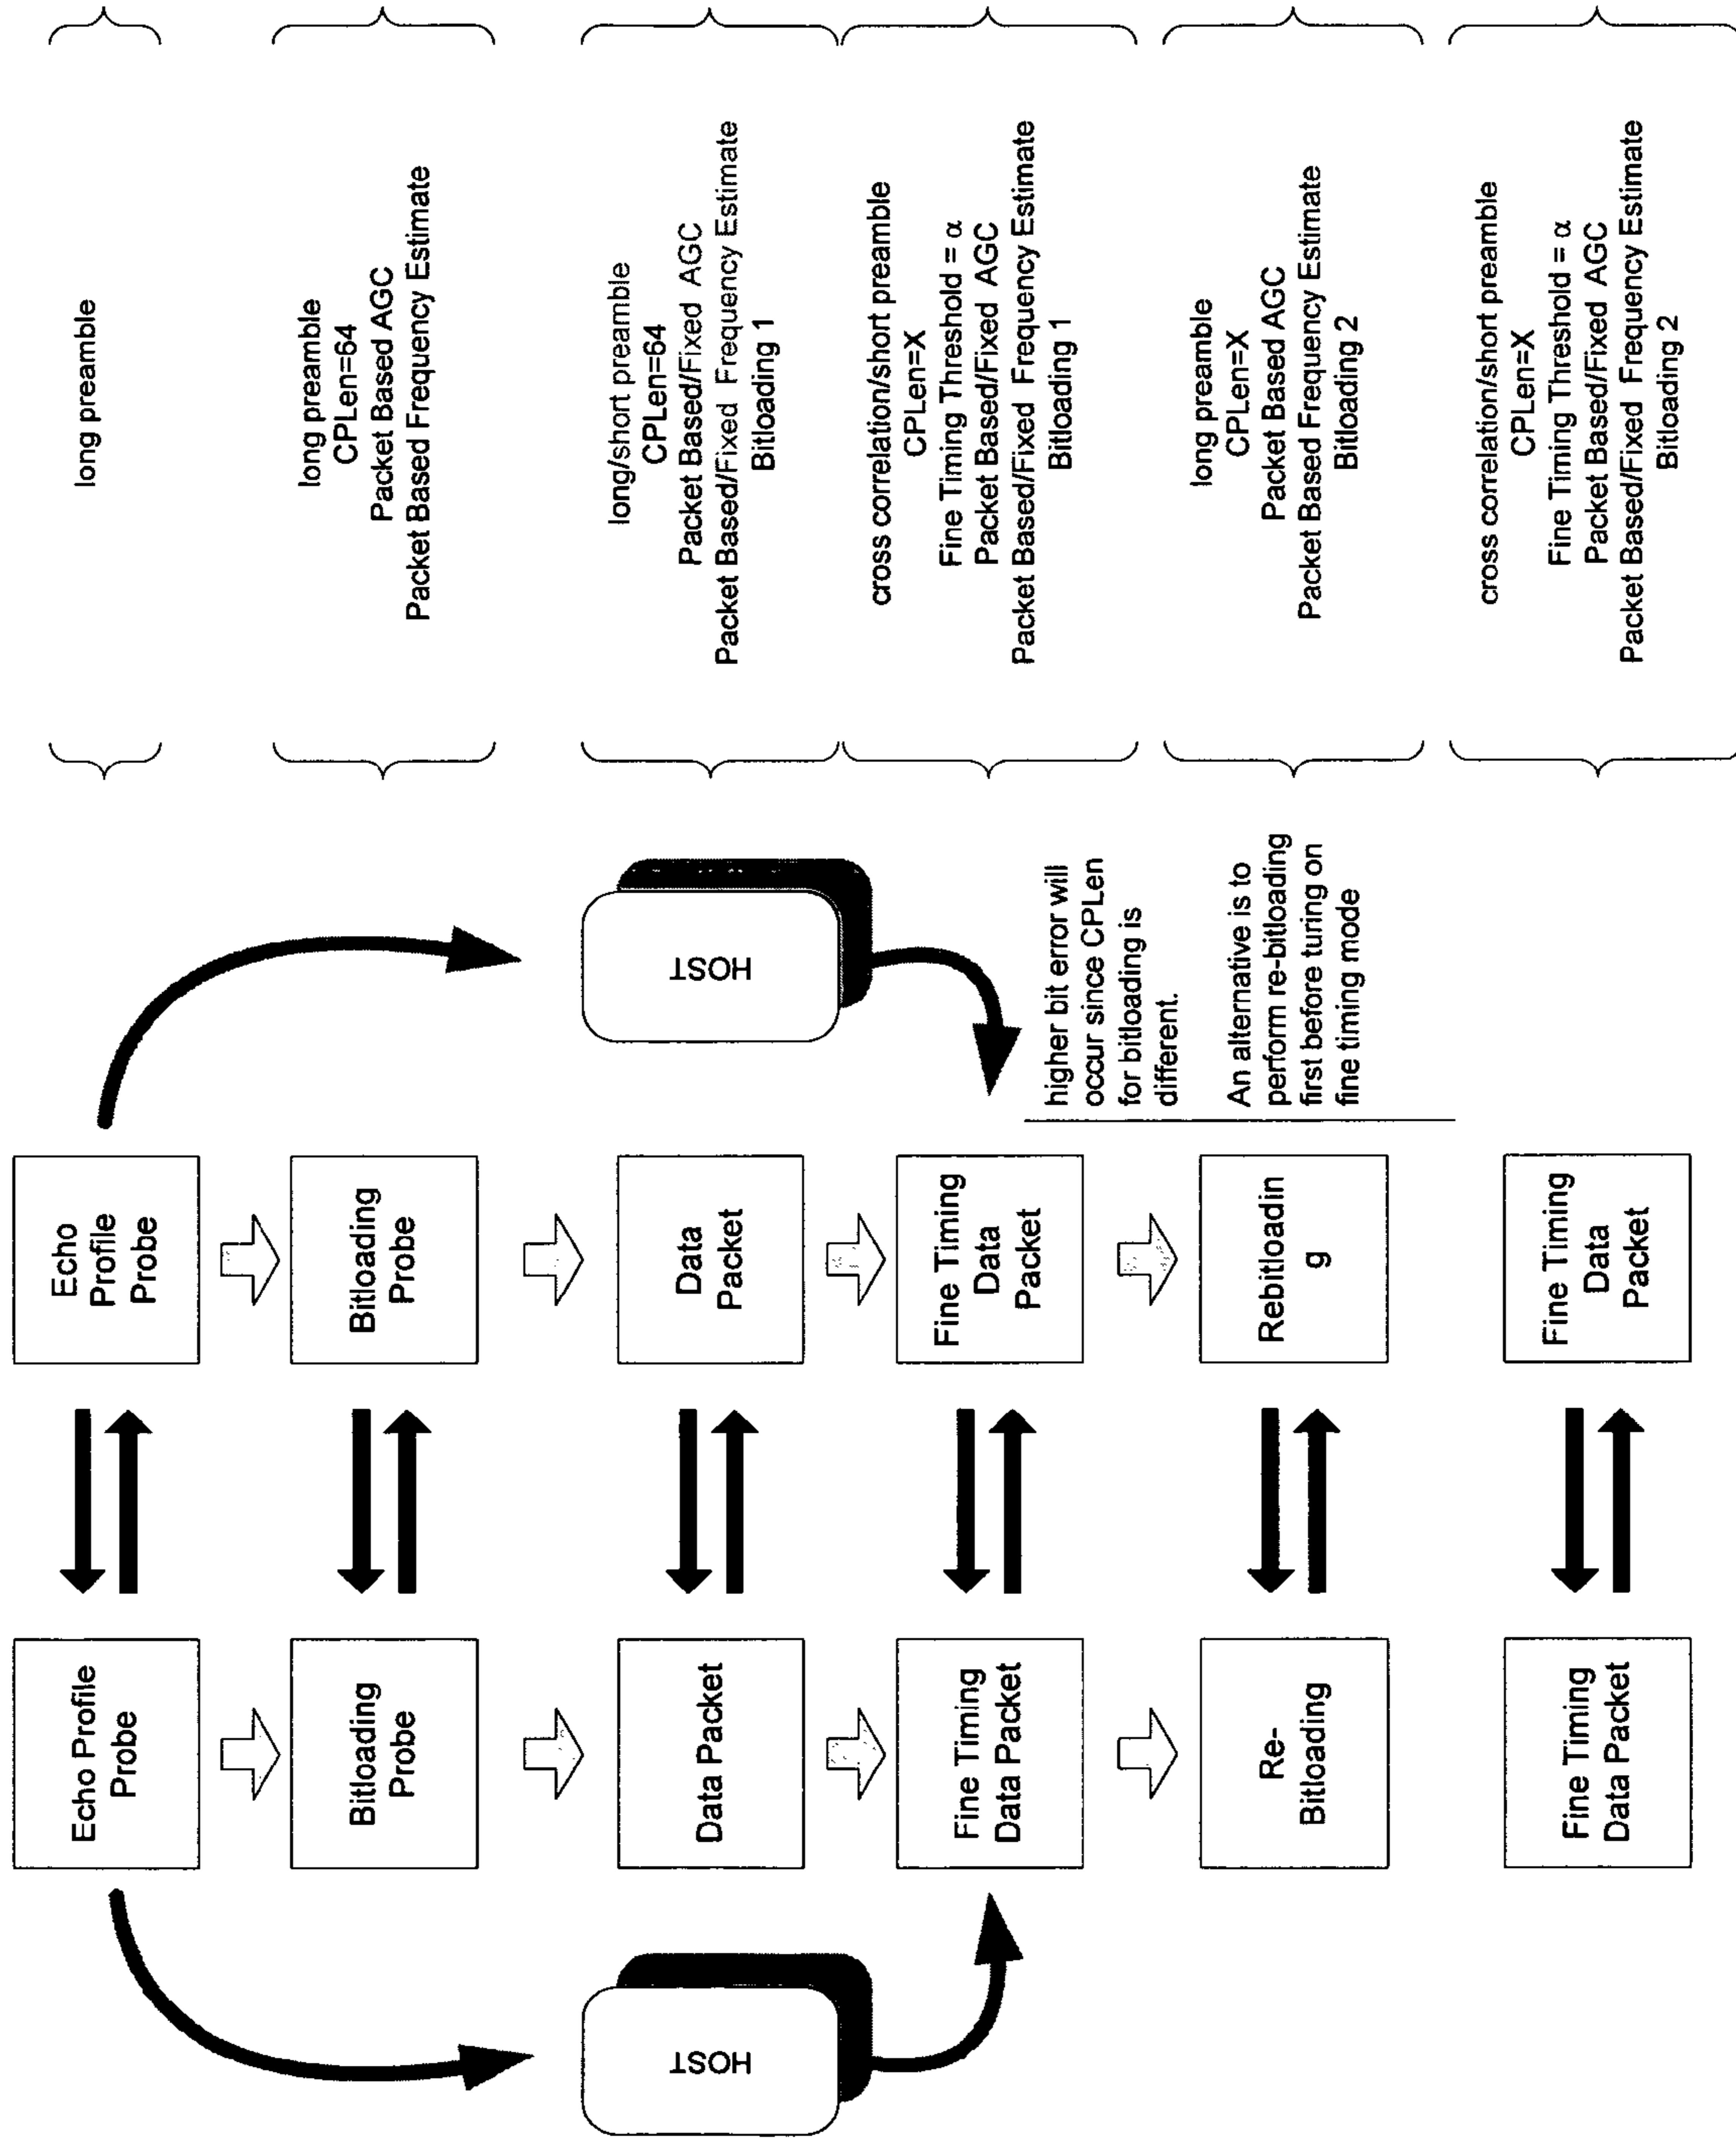 Echo Profile
Probe
Echo
Profile
Probe
long preamble
Bitloading
Probe
Bitloading
Probe
long preamble
CPLen=64
Packet Based AGC
Packet Based Frequency Estimate
HOST
Data Packet
Data
Packet
HOST
long/short preamble
CPLen=64
Packet Based/Fixed AGC
Packet Based/Fixed Frequency Estimate
Bitloading 1
Fine Timing
Data Packet
Fine Timing
Data
Packet
higher bit error will
occur since CPLen
for bitloading is
different.
cross correlation/short preamble
CPLen=X
Fine Timing Threshold = α
Packet Based/Fixed AGC
Packet Based/Fixed Frequency Estimate
Bitloading 1
Re-
Bitloading
Rebitloadin
g
An alternative is to
perform re-bitloading
first before turing on
fine timing mode
long preamble
CPLen=X
Packet Based AGC
Packet Based Frequency Estimate
Bitloading 2
Fine Timing
Data Packet
Fine Timing
Data
Packet
cross correlation/short preamble
CPLen=X
Fine Timing Threshold = α
Packet Based/Fixed AGC
Packet Based/Fixed Frequency Estimate
Bitloading 2